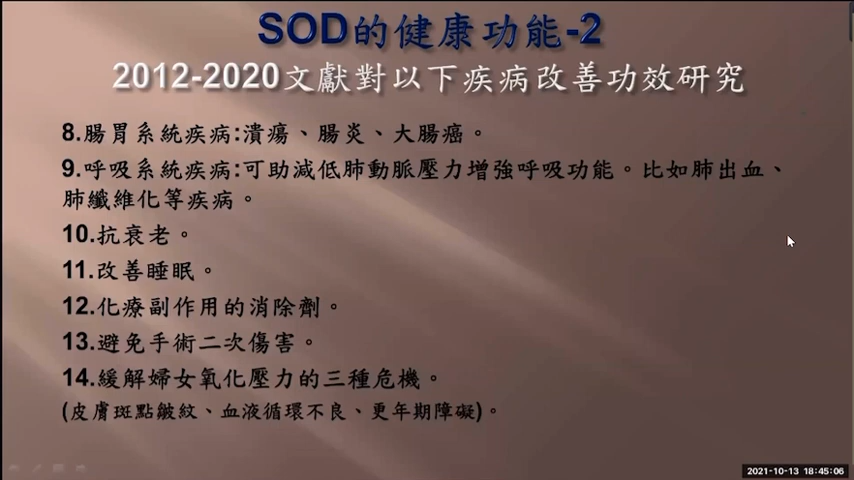 SOD的健康功能-2
2012-2020文獻對以下疾病改善功效研究
8.腸胃系統疾病:潰瘍、腸炎、大腸癌。
9.呼吸系統疾病:可助減低肺動脈壓力增強呼吸功能。比如肺出血、
肺纖維化等疾病。
10.抗衰老。
11.改善睡眠。
12.化療副作用的消除劑。
13.避免手術二次傷害。
14.緩解婦女氧化壓力的三種危機。
(皮膚斑點皺紋、血液循環不良、更年期障礙)。
2021-10-13 18:45:06